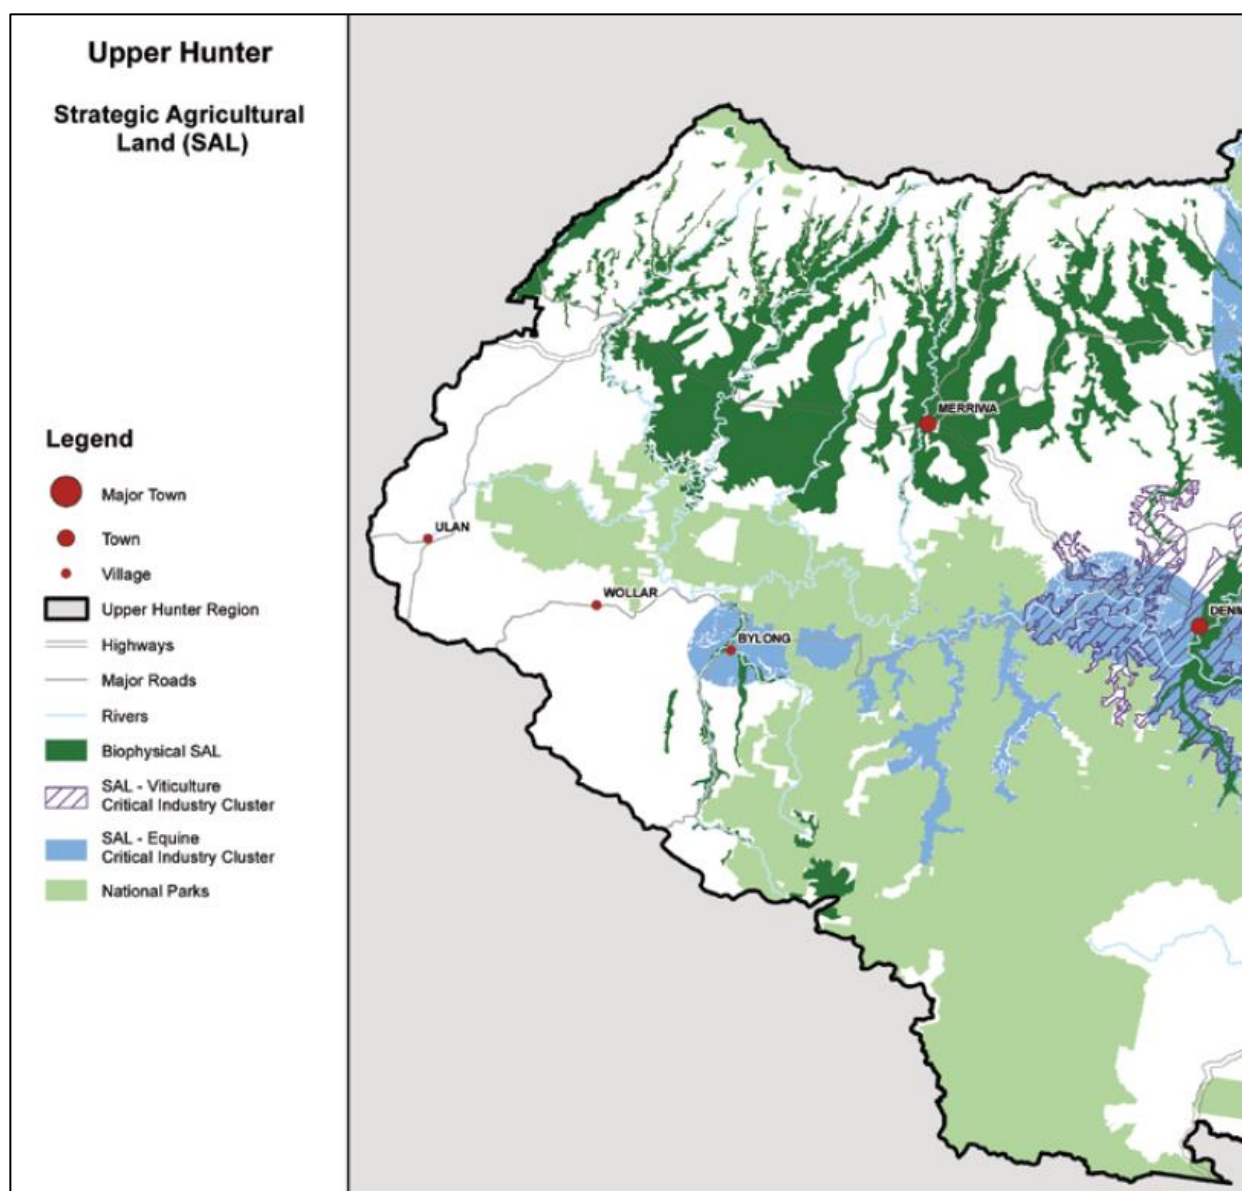 Upper Hunter
Strategic Agricultural
Land (SAL)
Legend
Major Town
Town
Village
Upper Hunter Region
Highways
Major Roads
Rivers
Biophysical SAL
SAL - Viticulture
Critical Industry Cluster
SAL - Equine
Critical Industry Cluster
National Parks
MERRIWA
ULAN
WOLLAR
DENM
BYLONG